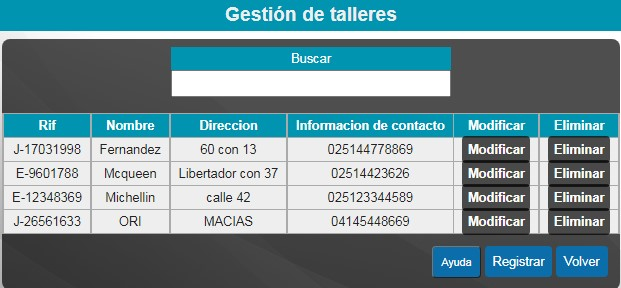 Gestión de talleres
Buscar
Rif Nombre Direccion Informacion de contacto Modificar Eliminar
J-17031998 Fernandez 60 con 13 025144778869 Modificar Eliminar
E-9601788 Mcqueen Libertador con 37 02514423626 Modificar Eliminar
E-12348369 Michellin calle 42 025123344589 Modificar Eliminar
J-26561633 ORI MACIAS 04145448669 Modificar Eliminar
Ayuda Registrar Volver